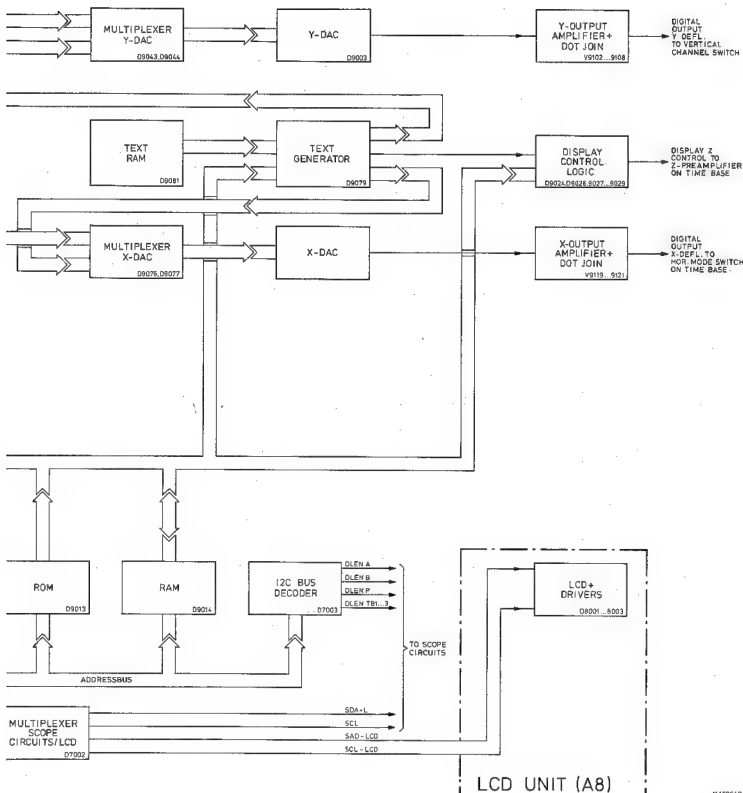 MULTIPLEXER
Y-DAC
D9043,D9044
Y-DAC
D9003
Y-OUTPUT
AMPLIFIER+
DOT JOIN
V9102...9108
DIGITAL
OUTPUT
Y DEFL.
TO VERTICAL
CHANNEL SWITCH
TEXT
RAM
D9081
TEXT
GENERATOR
D9079
DISPLAY
CONTROL
LOGIC
D9024,D9026,9027...9029
DISPLAY Z
CONTROL TO
Z-PREAMPLIFIER
ON TIME BASE
MULTIPLEXER
X-DAC
D9076,D9077
X-DAC
X-OUTPUT
AMPLIFIER+
DOT JOIN
V9119...9121
DIGITAL
OUTPUT
X-DEFL. TO
HOR. MODE SWITCH
ON TIME BASE
ROM
D9013
RAM
D9014
I2C BUS
DECODER
D7003
DLEN A
DLEN B
DLEN P
DLEN TB1...3
TO SCOPE
CIRCUITS
LCD+
DRIVERS
D8001...8003
ADDRESSBUS
MULTIPLEXER
SCOPE
CIRCUITS/LCD
D7002
SDA-L
SCL
SAD-LCD
SCL-LCD
LCD UNIT (A8)